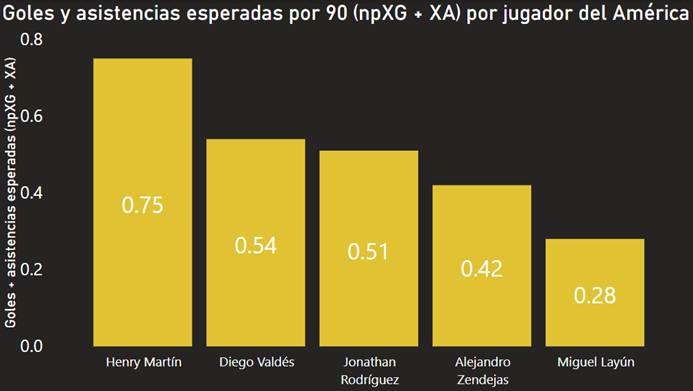 Goles y asistencias esperadas por 90 (npXG + XA) por jugador del América
Goles + asistencias esperadas (npXG + XA)
0.8
0.6
0.4
0.2
0.0
0.75
0.54
0.51
0.42
0.28
Henry Martín
Diego Valdés
Jonathan
Rodríguez
Alejandro
Zendejas
Miguel Layún